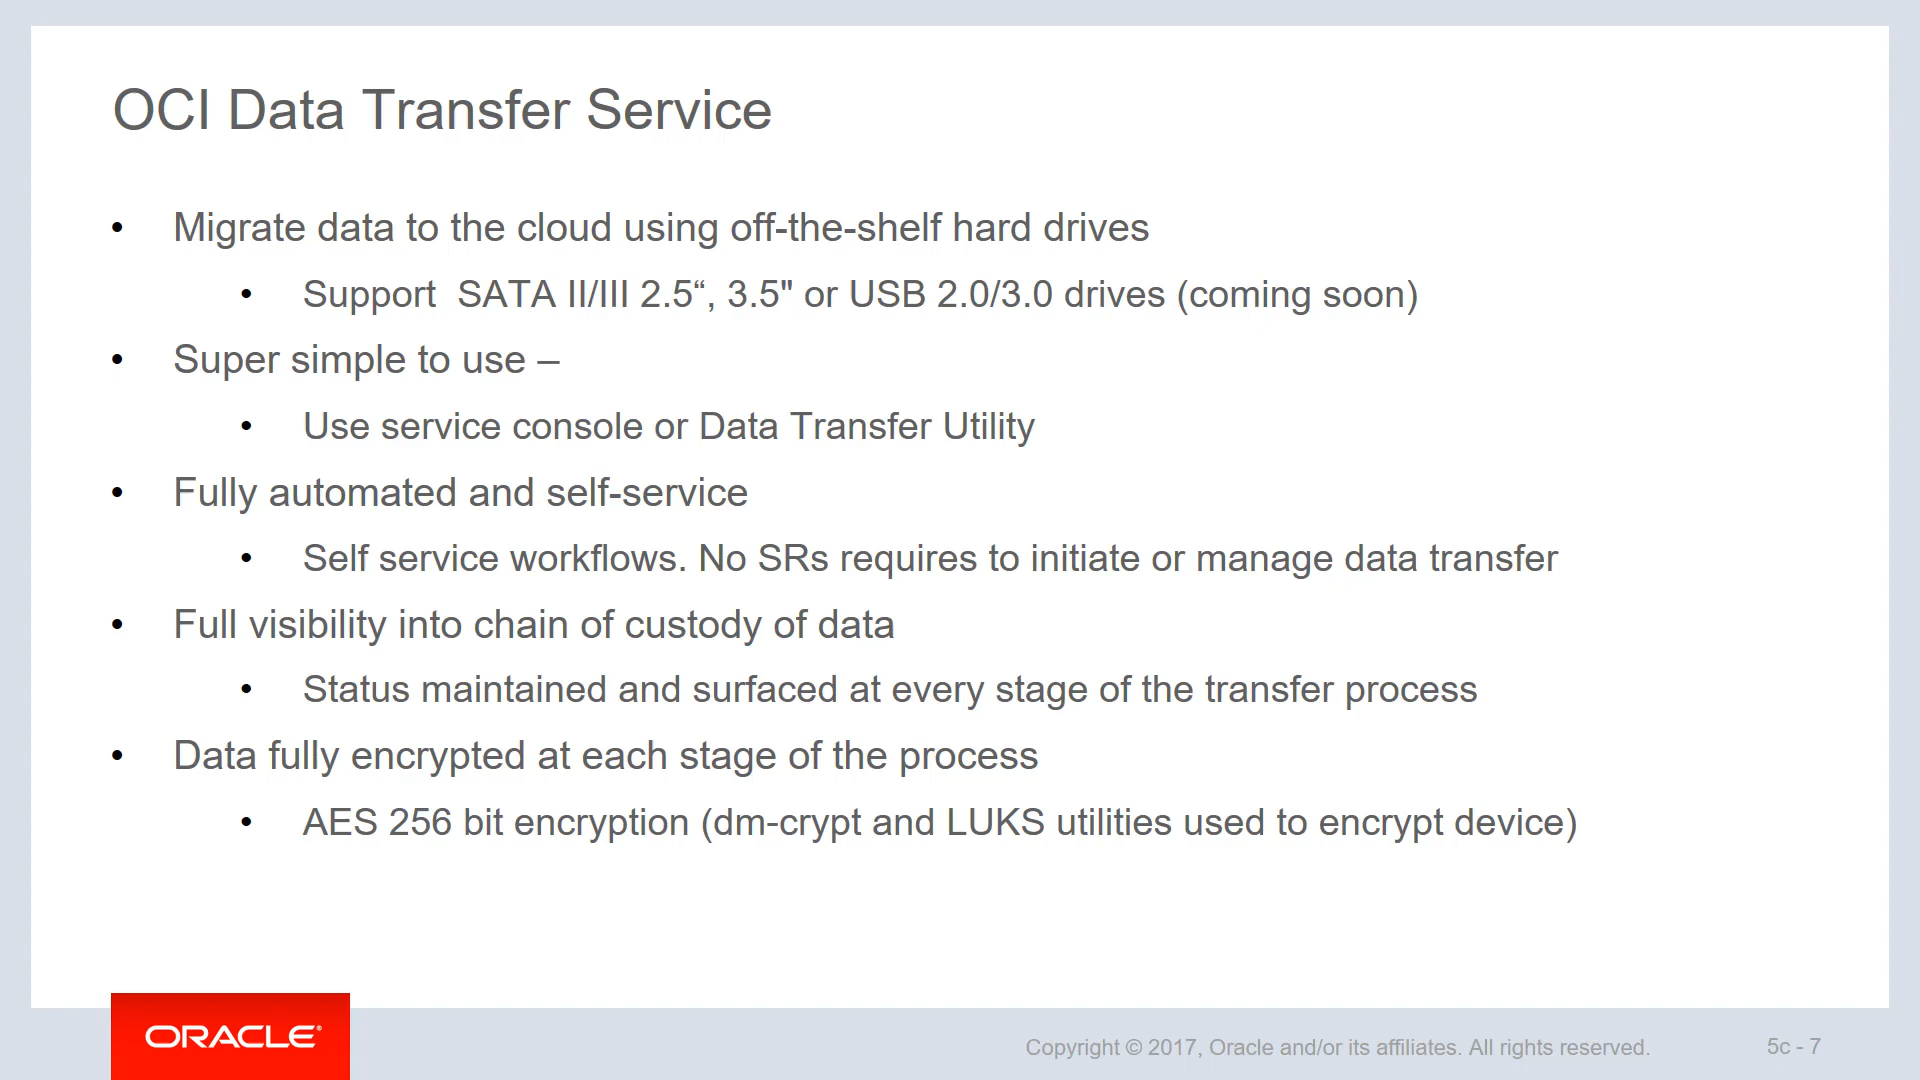 OCI Data Transfer Service
• Migrate data to the cloud using off-the-shelf hard drives
• Support  SATA II/III 2.5“, 3.5" or USB 2.0/3.0 drives (coming soon)
• Super simple to use –
• Use service console or Data Transfer Utility
• Fully automated and self-service
• Self service workflows. No SRs requires to initiate or manage data transfer
• Full visibility into chain of custody of data
• Status maintained and surfaced at every stage of the transfer process
• Data fully encrypted at each stage of the process
• AES 256 bit encryption (dm-crypt and LUKS utilities used to encrypt device)
ORACLE®
Copyright © 2017, Oracle and/or its affiliates. All rights reserved.
5c - 7